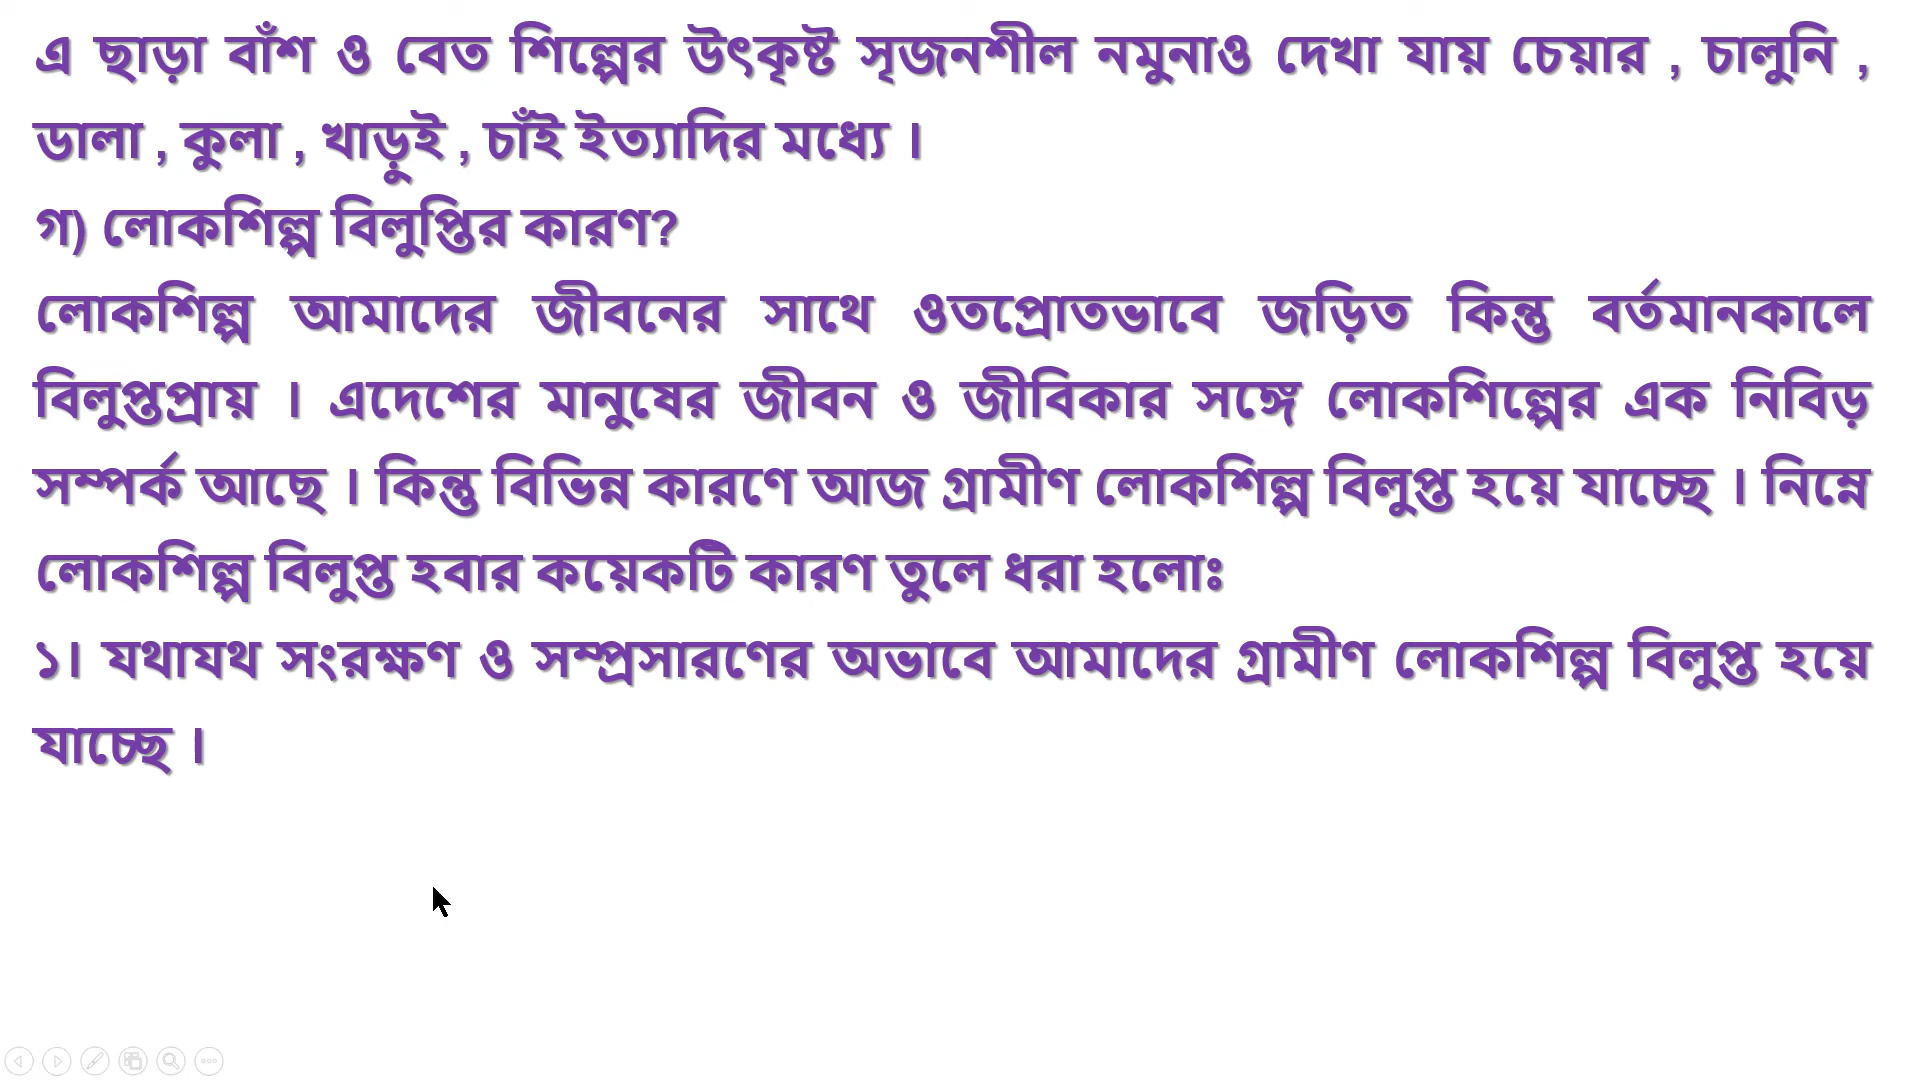 এ ছাড়া বাঁশ ও বেত শিল্পের উৎকৃষ্ট সৃজনশীল নমুনাও দেখা যায় চেয়ার , চালুনি ,
ডালা , কুলা , খাড়ুই , চাঁই ইত্যাদির মধ্যে ।
গ) লোকশিল্প বিলুপ্তির কারণ?
লোকশিল্প আমাদের জীবনের সাথে ওতপ্রোতভাবে জড়িত কিন্তু বর্তমানকালে
বিলুপ্তপ্রায় । এদেশের মানুষের জীবন ও জীবিকার সঙ্গে লোকশিল্পের এক নিবিড়
সম্পর্ক আছে । কিন্তু বিভিন্ন কারণে আজ গ্রামীণ লোকশিল্প বিলুপ্ত হয়ে যাচ্ছে । নিম্নে
লোকশিল্প বিলুপ্ত হবার কয়েকটি কারণ তুলে ধরা হলোঃ
১। যথাযথ সংরক্ষণ ও সম্প্রসারণের অভাবে আমাদের গ্রামীণ লোকশিল্প বিলুপ্ত হয়ে
যাচ্ছে ।